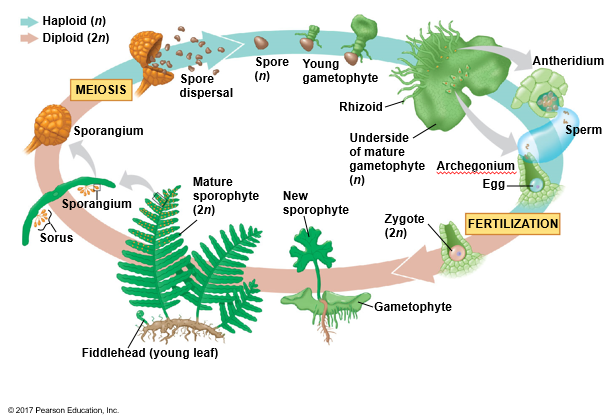 Haploid (n)
Diploid (2n)
MEIOSIS
Spore
dispersal
Spore
(n)
Young
gametophyte
Rhizoid
Underside
of mature
gametophyte
(n)
Antheridium
Sperm
Archegonium
Egg
FERTILIZATION
Zygote
(2n)
Gametophyte
New
sporophyte
Mature
sporophyte
(2n)
Fiddlehead (young leaf)
Sporangium
Sorus
Sporangium
© 2017 Pearson Education, Inc.